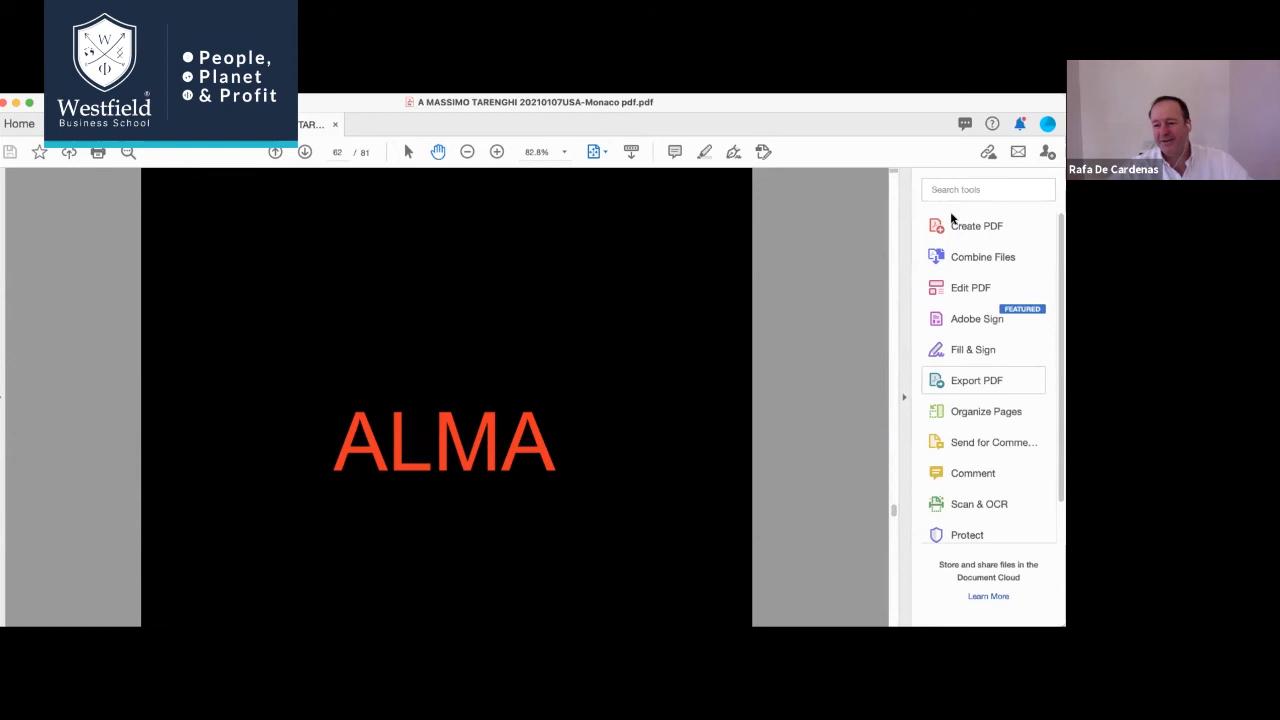 W
Φ
Westfield®
Business School
People,
Planet
& Profit
A MASSIMO TARENGHI 20210107USA-Monaco pdf.pdf
Home
TAR... ×
62 / 81
82.8%
Search tools
Create PDF
Combine Files
Edit PDF
FEATURED
Adobe Sign
Fill & Sign
Export PDF
Organize Pages
Send for Comme...
Comment
Scan & OCR
Protect
Store and share files in the
Document Cloud
Learn More
ALMA
Rafa De Cardenas